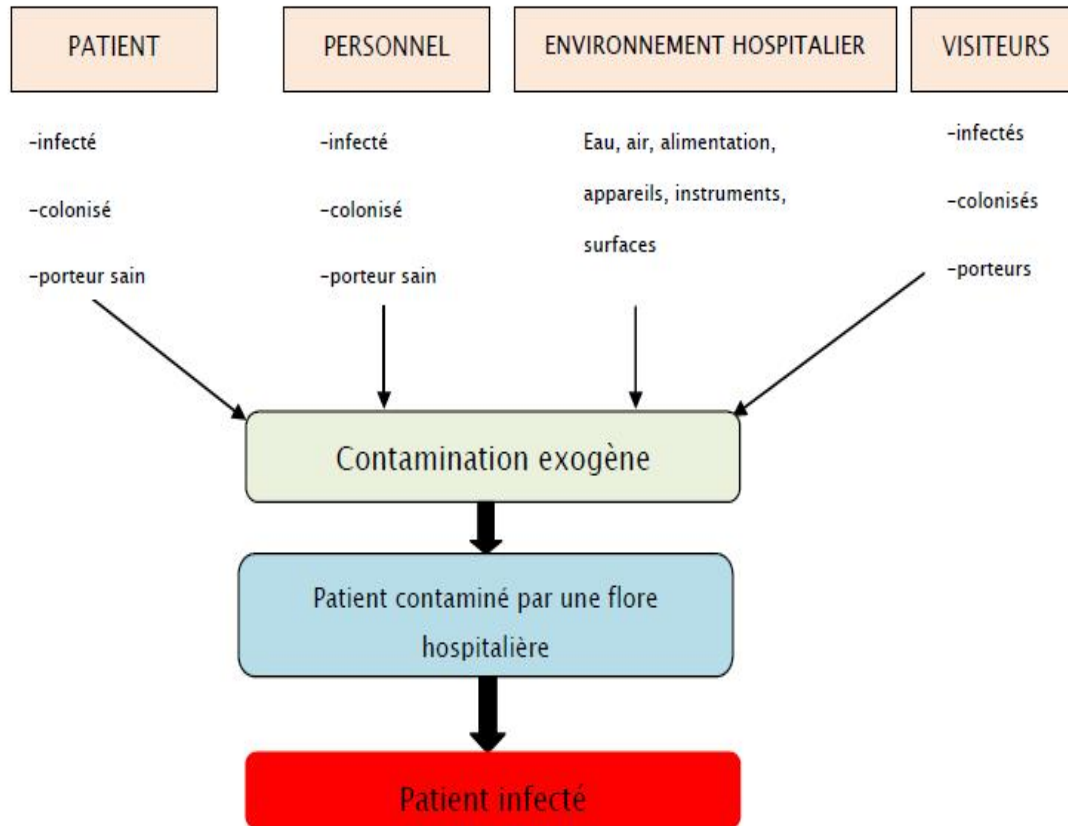 PATIENT
-infecté
-colonisé
-porteur sain
PERSONNEL
-infecté
-colonisé
-porteur sain
ENVIRONNEMENT HOSPITALIER
Eau, air, alimentation,
appareils, instruments,
surfaces
VISITEURS
-infectés
-colonisés
-porteurs
Contamination exogène
Patient contaminé par une flore
hospitalière
Patient infecté